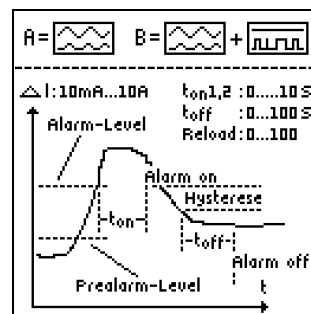 A= B= +
△ I:10mA...10A
ton1,2 :0.....10 S
toff :0...100 S
Reload:0...100
Alarm-Level
Alarm on
Hysterese
ton
toff
Alarm off
Prealarm-Level
t